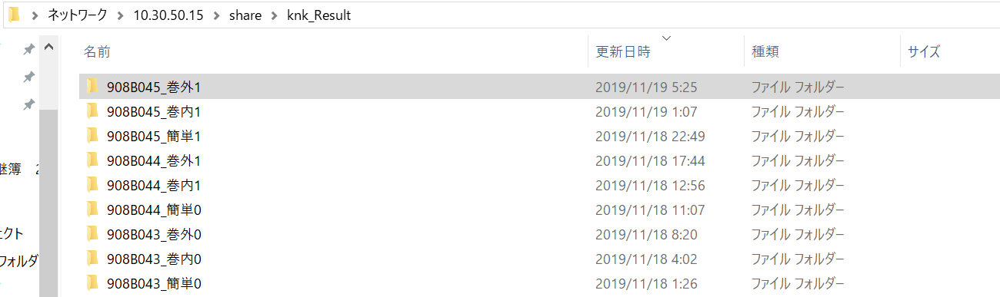 ネットワーク > 10.30.50.15 > share > knk_Result
名前 更新日時 種類 サイズ
908B045_巻外1 2019/11/19 5:25 ファイル フォルダー
908B045_巻内1 2019/11/19 1:07 ファイル フォルダー
908B045_簡単1 2019/11/18 22:49 ファイル フォルダー
908B044_巻外1 2019/11/18 17:44 ファイル フォルダー
継簿 2
908B044_巻内1 2019/11/18 12:56 ファイル フォルダー
908B044_簡単0 2019/11/18 11:07 ファイル フォルダー
ェクト
908B043_巻外0 2019/11/18 8:20 ファイル フォルダー
フォルダ
908B043_巻内0 2019/11/18 4:02 ファイル フォルダー
908B043_簡単0 2019/11/18 1:26 ファイル フォルダー